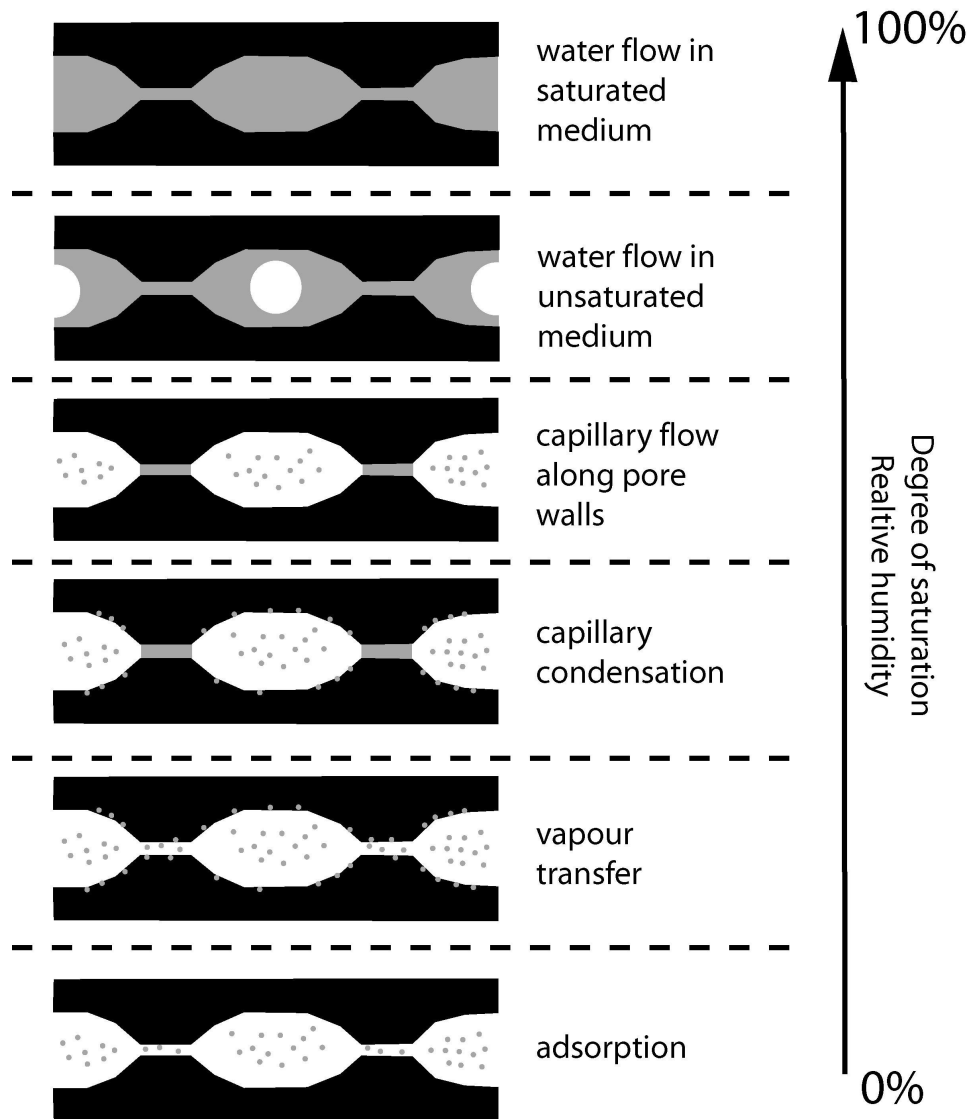 100%
water flow in
saturated
medium
water flow in
unsaturated
medium
capillary flow
along pore
walls
capillary
condensation
vapour
transfer
adsorption
Degree of saturation
Realtive humidity
0%